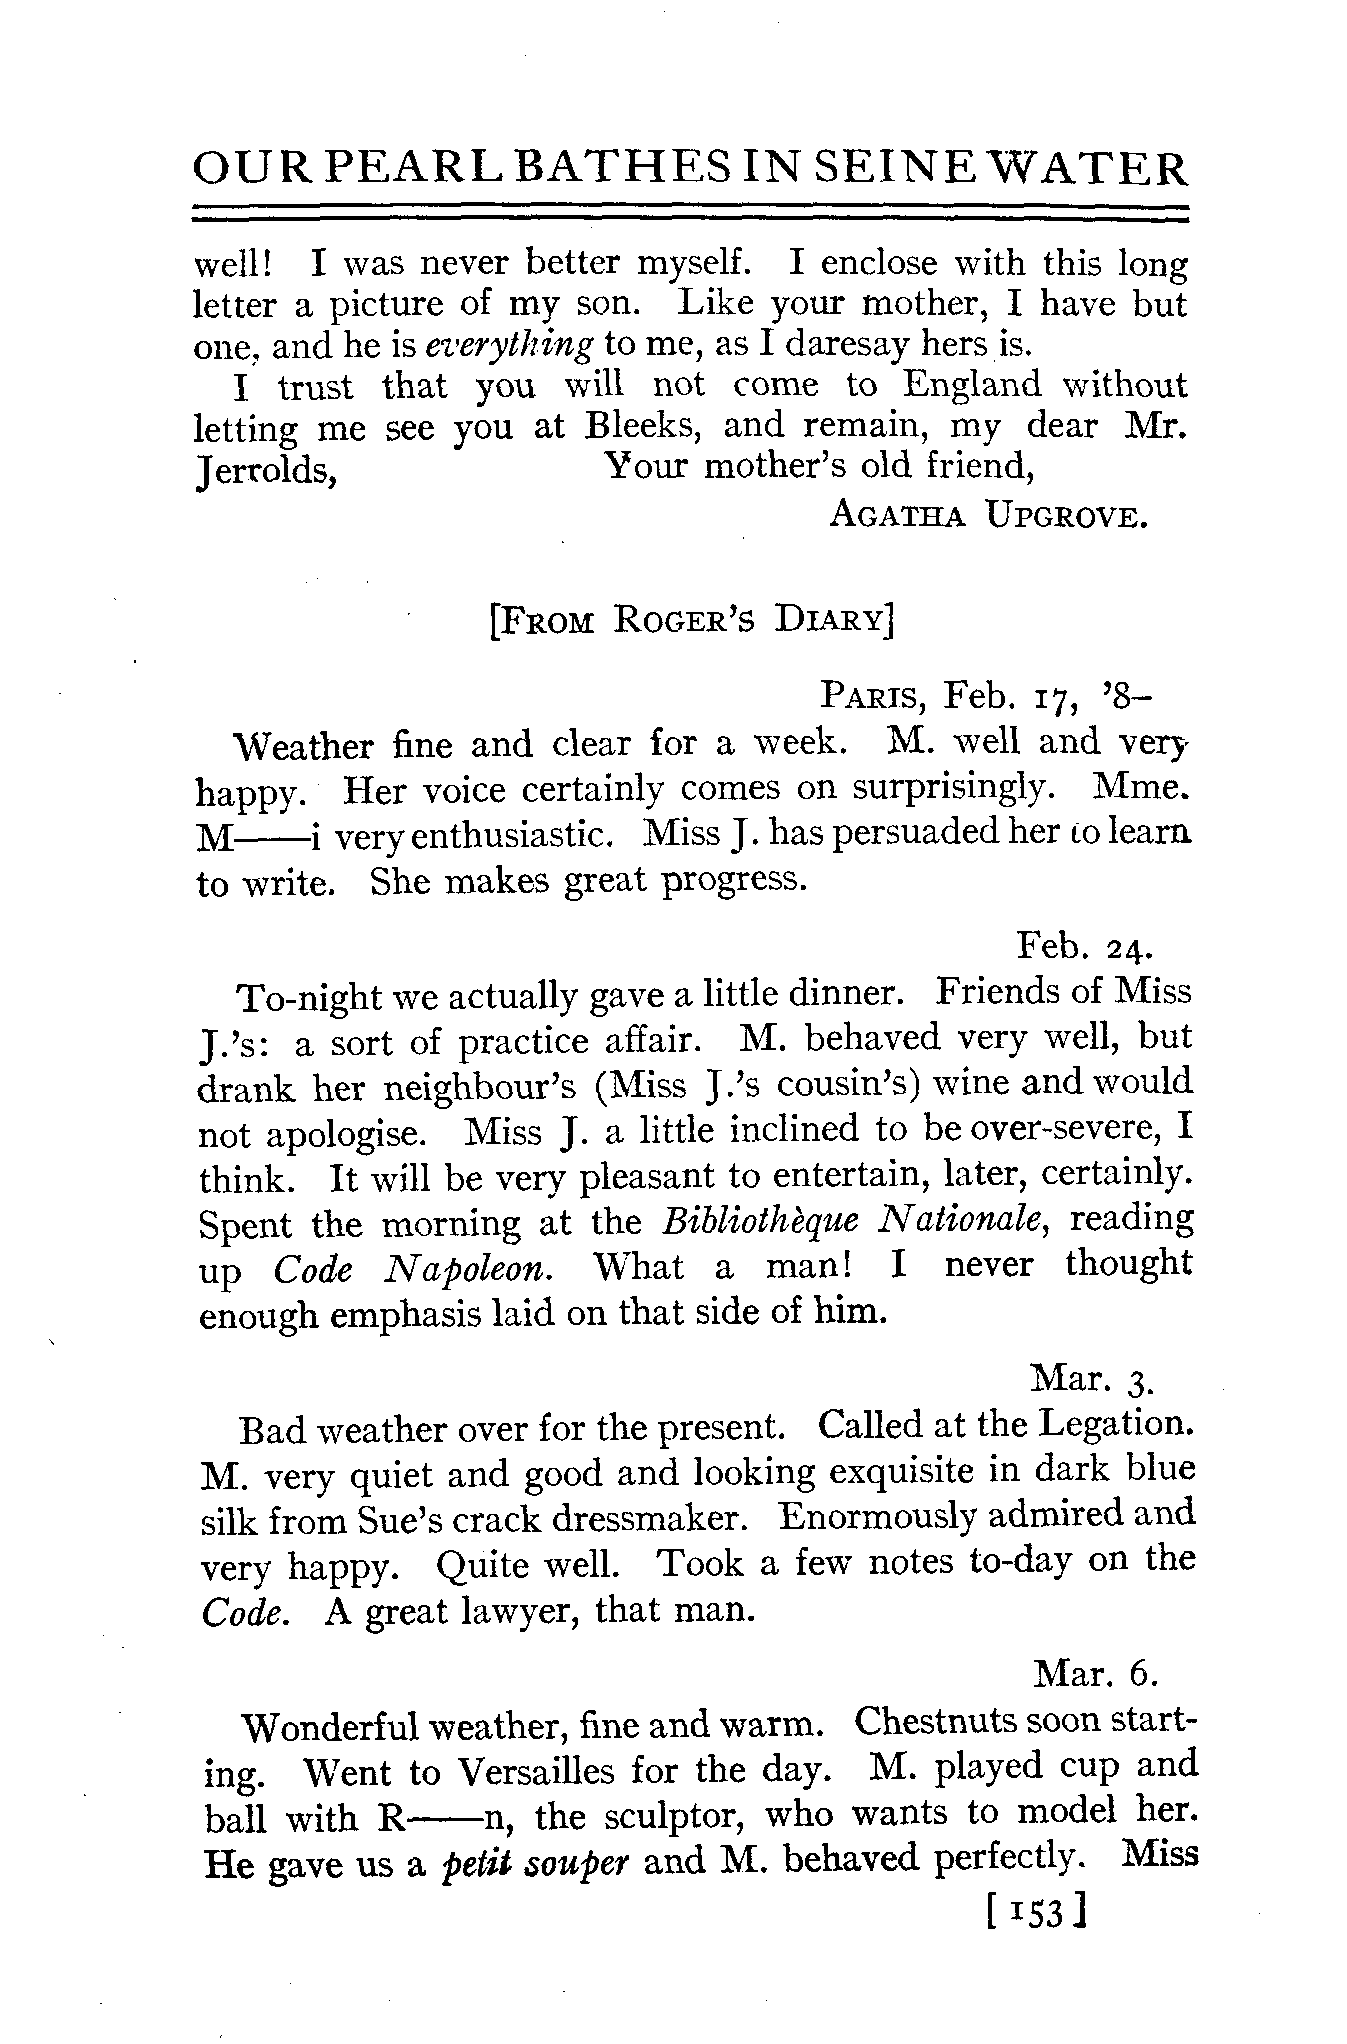 OUR PEARL BATHES IN SEINE WATER
well! I was never better myself. I enclose with this long
letter a picture of my son. Like your mother, I have but
one, and he is everything to me, as I daresay hers is.
I trust that you will not come to England without
letting me see you at Bleeks, and remain, my dear Mr.
Jerrolds, Your mother's old friend,
AGATHA UPGROVE.
[FROM ROGER'S DIARY]
PARIS, Feb. 17, '8–
Weather fine and clear for a week. M. well and very
happy. Her voice certainly comes on surprisingly. Mme.
M——i very enthusiastic. Miss J. has persuaded her to learn
to write. She makes great progress.
Feb. 24.
To-night we actually gave a little dinner. Friends of Miss
J.'s: a sort of practice affair. M. behaved very well, but
drank her neighbour's (Miss J.'s cousin's) wine and would
not apologise. Miss J. a little inclined to be over-severe, I
think. It will be very pleasant to entertain, later, certainly.
Spent the morning at the Bibliothèque Nationale, reading
up Code Napoleon. What a man! I never thought
enough emphasis laid on that side of him.
Mar. 3.
Bad weather over for the present. Called at the Legation.
M. very quiet and good and looking exquisite in dark blue
silk from Sue's crack dressmaker. Enormously admired and
very happy. Quite well. Took a few notes to-day on the
Code. A great lawyer, that man.
Mar. 6.
Wonderful weather, fine and warm. Chestnuts soon start-
ing. Went to Versailles for the day. M. played cup and
ball with R——n, the sculptor, who wants to model her.
He gave us a petit souper and M. behaved perfectly. Miss
[153]